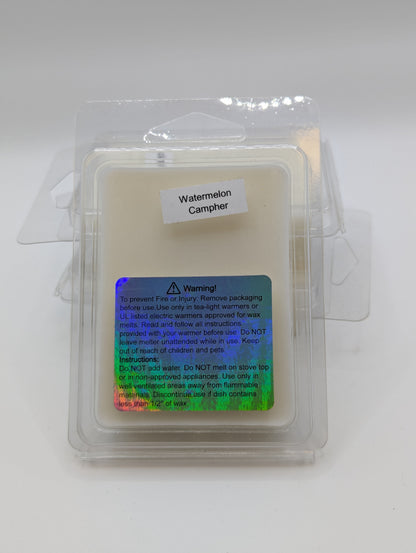 Watermelon
Campher
Warning!
To prevent Fire or Injury: Remove packaging
before use.Use only in tea-light warmers or
UL listed electric warmers approved for wax
melts. Read and follow all instructions
provided with your warmer before use. Do NOT
leave melter unattended while in use. Keep
out of reach of children and pets.
Instructions:
Do NOT add water. Do NOT melt on stove top
or in non-approved appliances. Use only in
well ventilated areas away from flammable
materials. Discontinue use if dish contains
less than 1/2" of wax